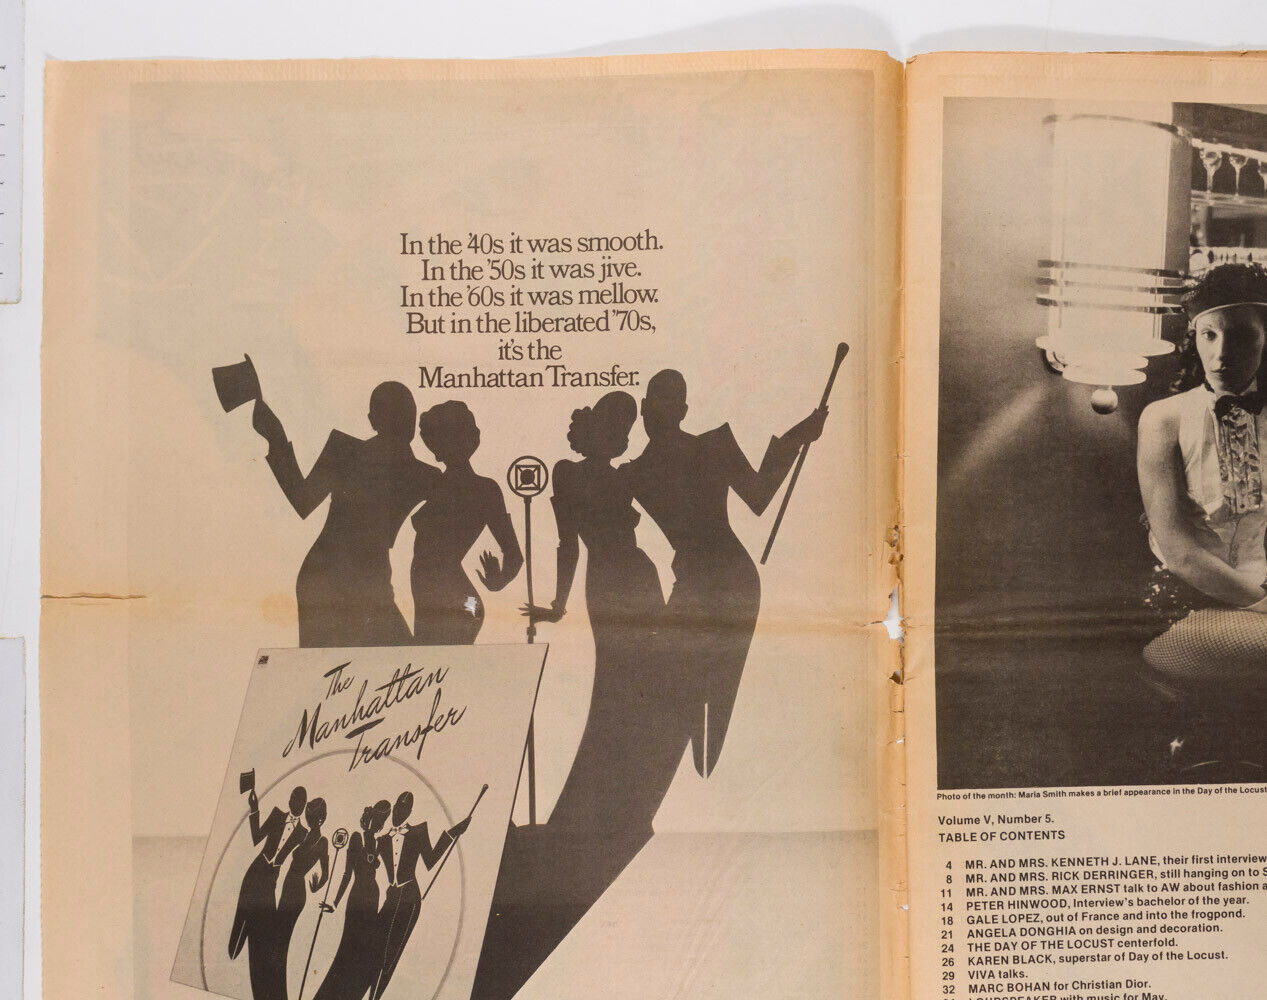 In the '40s it was smooth.
In the '50s it was jive.
In the '60s it was mellow.
But in the liberated '70s,
it's the
Manhattan Transfer.
The
Manhattan
Transfer
Photo of the month: Maria Smith makes a brief appearance in the Day of the Locust
Volume V, Number 5.
TABLE OF CONTENTS
4 MR. AND MRS. KENNETH J. LANE, their first interview
8 MR. AND MRS. RICK DERRINGER, still hanging on to S
11 MR. AND MRS. MAX ERNST talk to AW about fashion a
14 PETER HINWOOD, Interview's bachelor of the year.
18 GALE LOPEZ, out of France and into the frogpond.
21 ANGELA DONGHIA on design and decoration.
24 THE DAY OF THE LOCUST centerfold.
26 KAREN BLACK, superstar of Day of the Locust.
29 VIVA talks.
32 MARC BOHAN for Christian Dior.
LOUDSPEAKER with music for May.